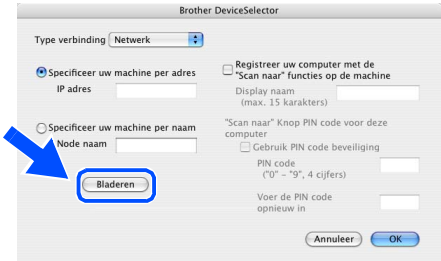 Brother DeviceSelector
Type verbinding Netwerk
Specificeer uw machine per adres
IP adres
Specificeer uw machine per naam
Node naam
Bladeren
Registreer uw computer met de
"Scan naar" functies op de machine
Display naam
(max. 15 karakters)
"Scan naar" Knop PIN code voor deze
computer
Gebruik PIN code beveiliging
PIN code
("0" - "9", 4 cijfers)
Voer de PIN code
opnieuw in
Annuleer OK